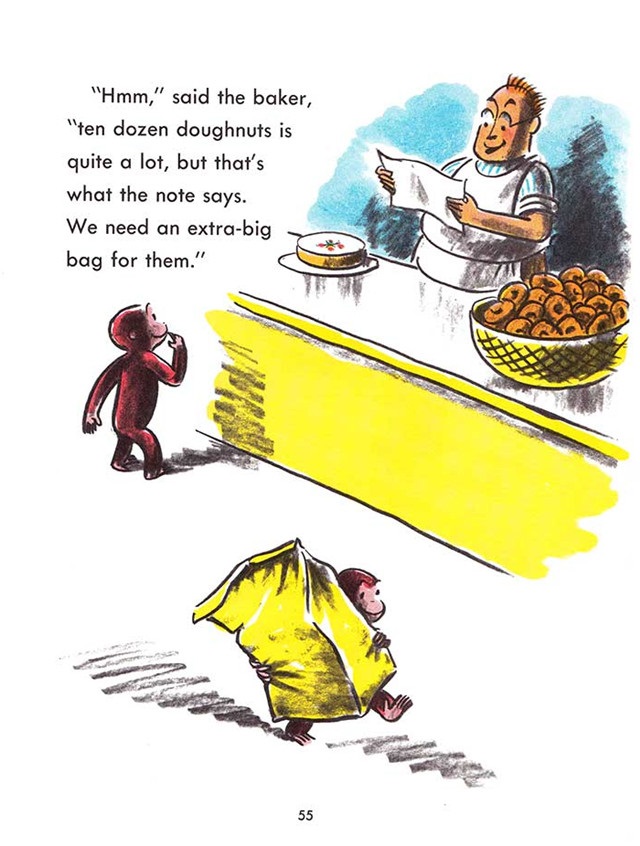 “Hmm,” said the baker,
“ten dozen doughnuts is
quite a lot, but that’s
what the note says.
We need an extra-big
bag for them.”
55